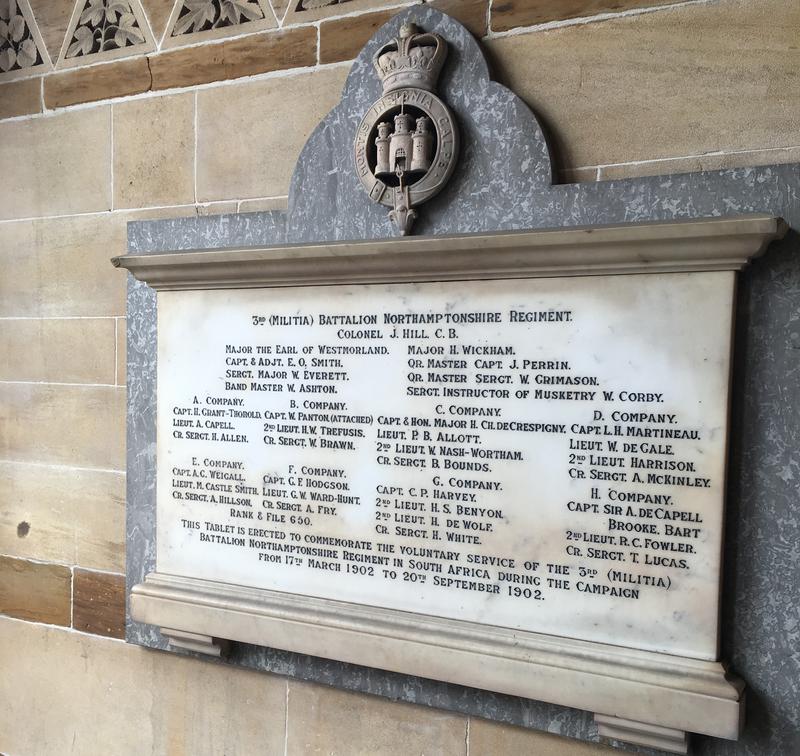 MONTIS INSIGNIA CALPE
3RD (MILITIA) BATTALION NORTHAMPTONSHIRE REGIMENT.
COLONEL J. HILL. C. B.
MAJOR THE EARL OF WESTMORLAND.
CAPT. & ADJT. E. O. SMITH.
SERGT. MAJOR W. EVERETT.
BAND MASTER W. ASHTON.
MAJOR H. WICKHAM.
QR. MASTER CAPT. J. PERRIN.
QR. MASTER SERGT. W. GRIMASON.
SERGT. INSTRUCTOR OF MUSKETRY W. CORBY.
A. COMPANY.
CAPT. H. GRANT-THOROLD.
LIEUT. A. CAPELL.
CR. SERGT. H. ALLEN.
B. COMPANY.
CAPT. W. PANTON. (ATTACHED)
2ND LIEUT. H.W. TREFUSIS.
CR. SERGT. W. BRAWN.
C. COMPANY.
CAPT. & HON. MAJOR H. CH. DE CRESPIGNY.
LIEUT. P. B. ALLOTT.
2ND LIEUT. W. NASH-WORTHAM.
CR. SERGT. B. BOUNDS.
D. COMPANY.
CAPT. L.H. MARTINEAU.
LIEUT. W. DE GALE.
2ND LIEUT. HARRISON.
CR. SERGT. A. MCKINLEY.
E. COMPANY.
CAPT. A.G. WEIGALL.
LIEUT. M. CASTLE SMITH.
CR. SERGT. A. HILLSON.
F. COMPANY.
CAPT. G.F. HODGSON.
LIEUT. G.W. WARD-HUNT.
CR. SERGT. A. FRY.
G. COMPANY.
CAPT. C. P. HARVEY.
2ND LIEUT. H. S. BENYON.
2ND LIEUT. H. DE WOLF.
CR. SERGT. H. WHITE.
H. COMPANY.
CAPT. SIR A. DE CAPELL
BROOKE. BART
2ND LIEUT. R.C. FOWLER.
CR. SERGT. T. LUCAS.
RANK & FILE 650.
THIS TABLET IS ERECTED TO COMMEMORATE THE VOLUNTARY SERVICE OF THE 3RD (MILITIA)
BATTALION NORTHAMPTONSHIRE REGIMENT IN SOUTH AFRICA DURING THE CAMPAIGN
FROM 17TH MARCH 1902 TO 20TH SEPTEMBER 1902.